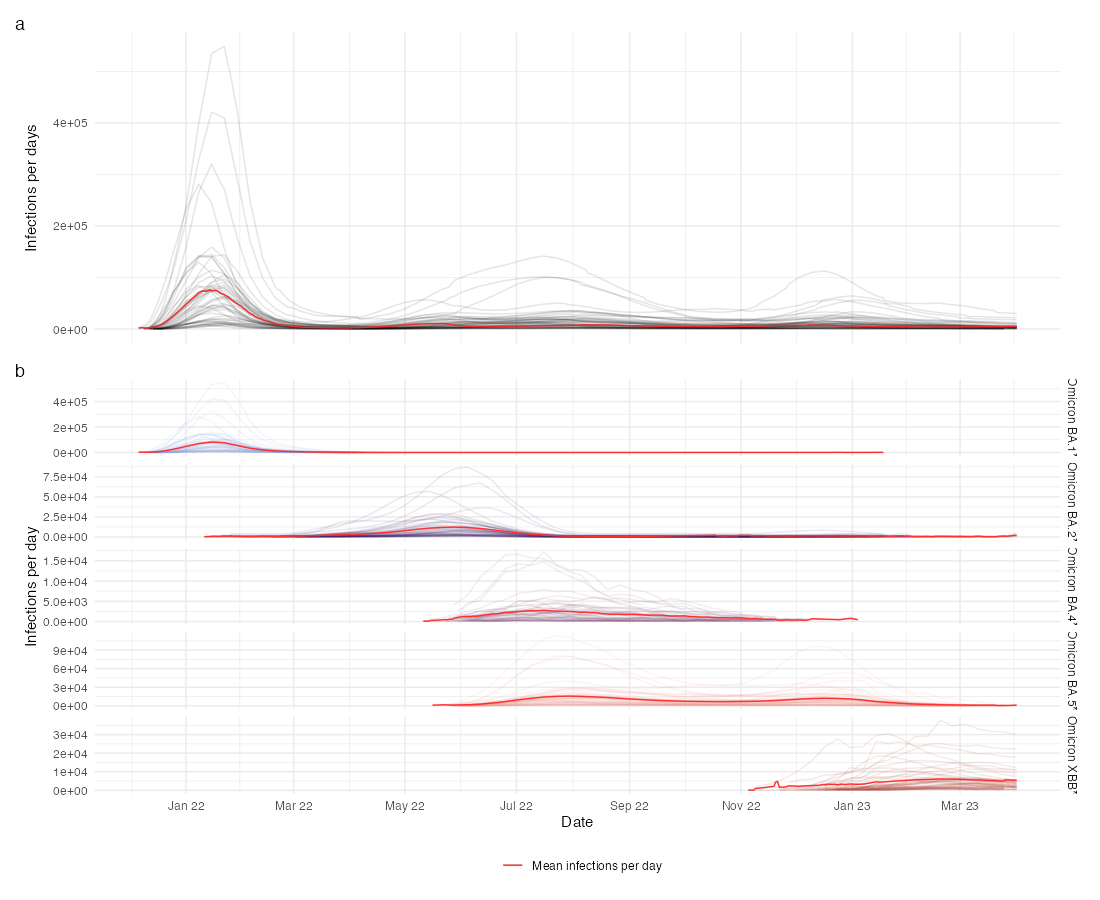 a
Infections per days
4e+05
2e+05
0e+00
b
Infections per day
4e+05
2e+05
0e+00
Omicron BA.1*
7.5e+04
5.0e+04
2.5e+04
0.0e+00
Omicron BA.2*
1.5e+04
1.0e+04
5.0e+03
0.0e+00
Omicron BA.4*
9e+04
6e+04
3e+04
0e+00
Omicron BA.5*
3e+04
2e+04
1e+04
0e+00
Omicron XBB*
Jan 22 Mar 22 May 22 Jul 22 Sep 22 Nov 22 Jan 23 Mar 23
Date
Mean infections per day